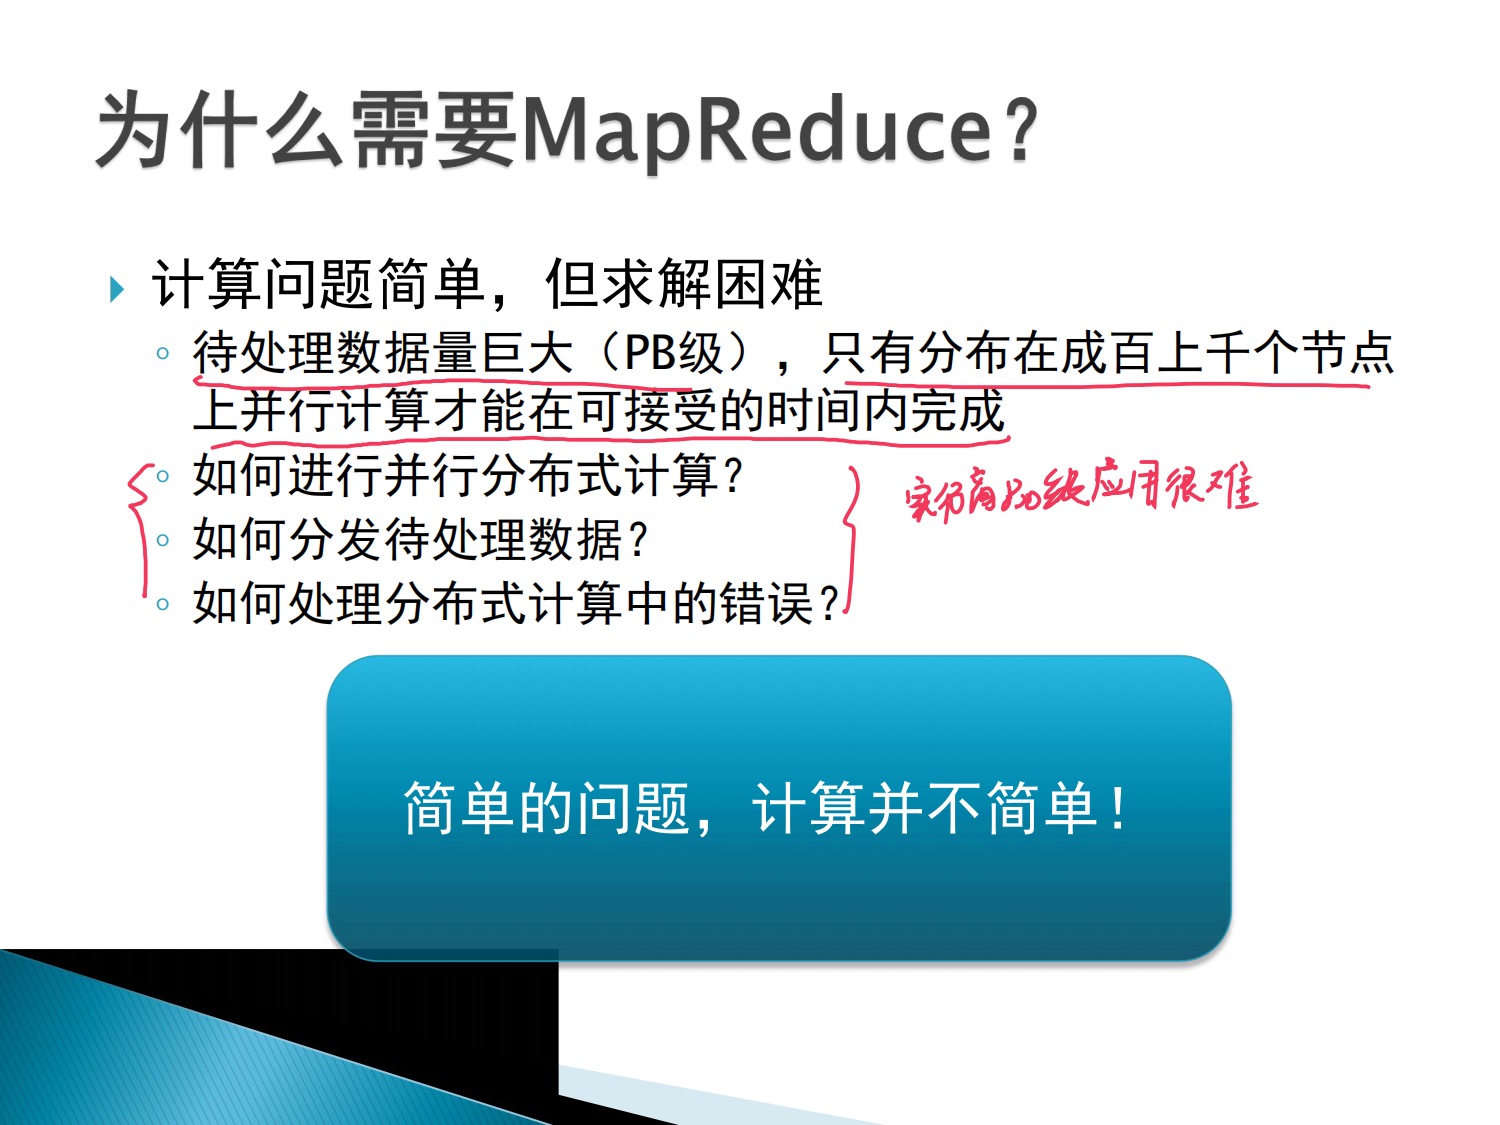 为什么需要MapReduce？
计算问题简单，但求解困难
待处理数据量巨大（PB级），只有分布在成百上千个节点
上并行计算才能在可接受的时间内完成
如何进行并行分布式计算？
如何分发待处理数据？
如何处理分布式计算中的错误？
应用很难
简单的问题，计算并不简单！